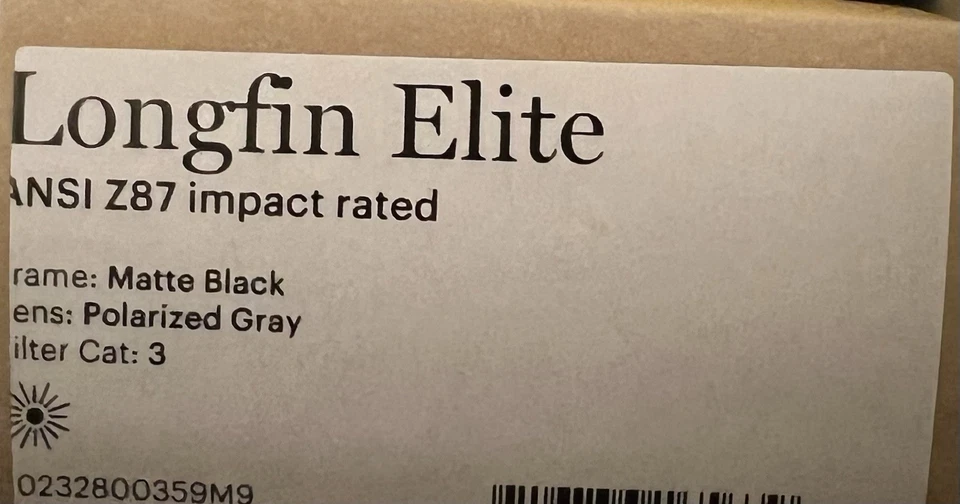 Longfin Elite
ANSI Z87 impact rated
rame: Matte Black
ens: Polarized Gray
ilter Cat: 3
0232800359M9